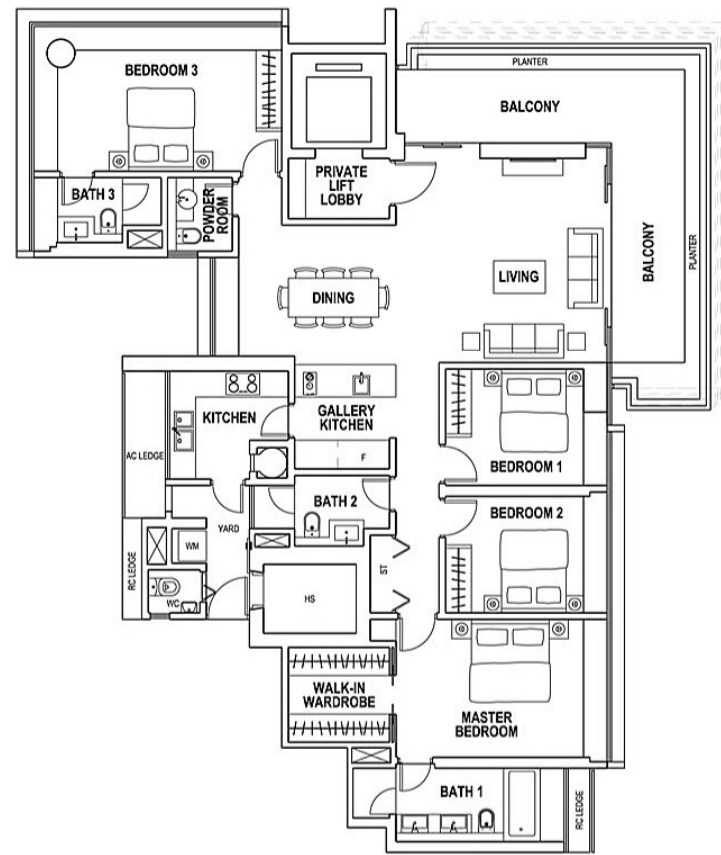 PLANTER
BEDROOM 3
BALCONY
PRIVATE
LIFT
LOBBY
BATH 3
POWDER
ROOM
BALCONY
PLANTER
LIVING
DINING
KITCHEN
GALLERY
KITCHEN
AC LEDGE
F
BEDROOM 1
BATH 2
BEDROOM 2
YARD
WM
RC LEDGE
ST
WC
HS
WALK-IN
WARDROBE
MASTER
BEDROOM
BATH 1
RC LEDGE